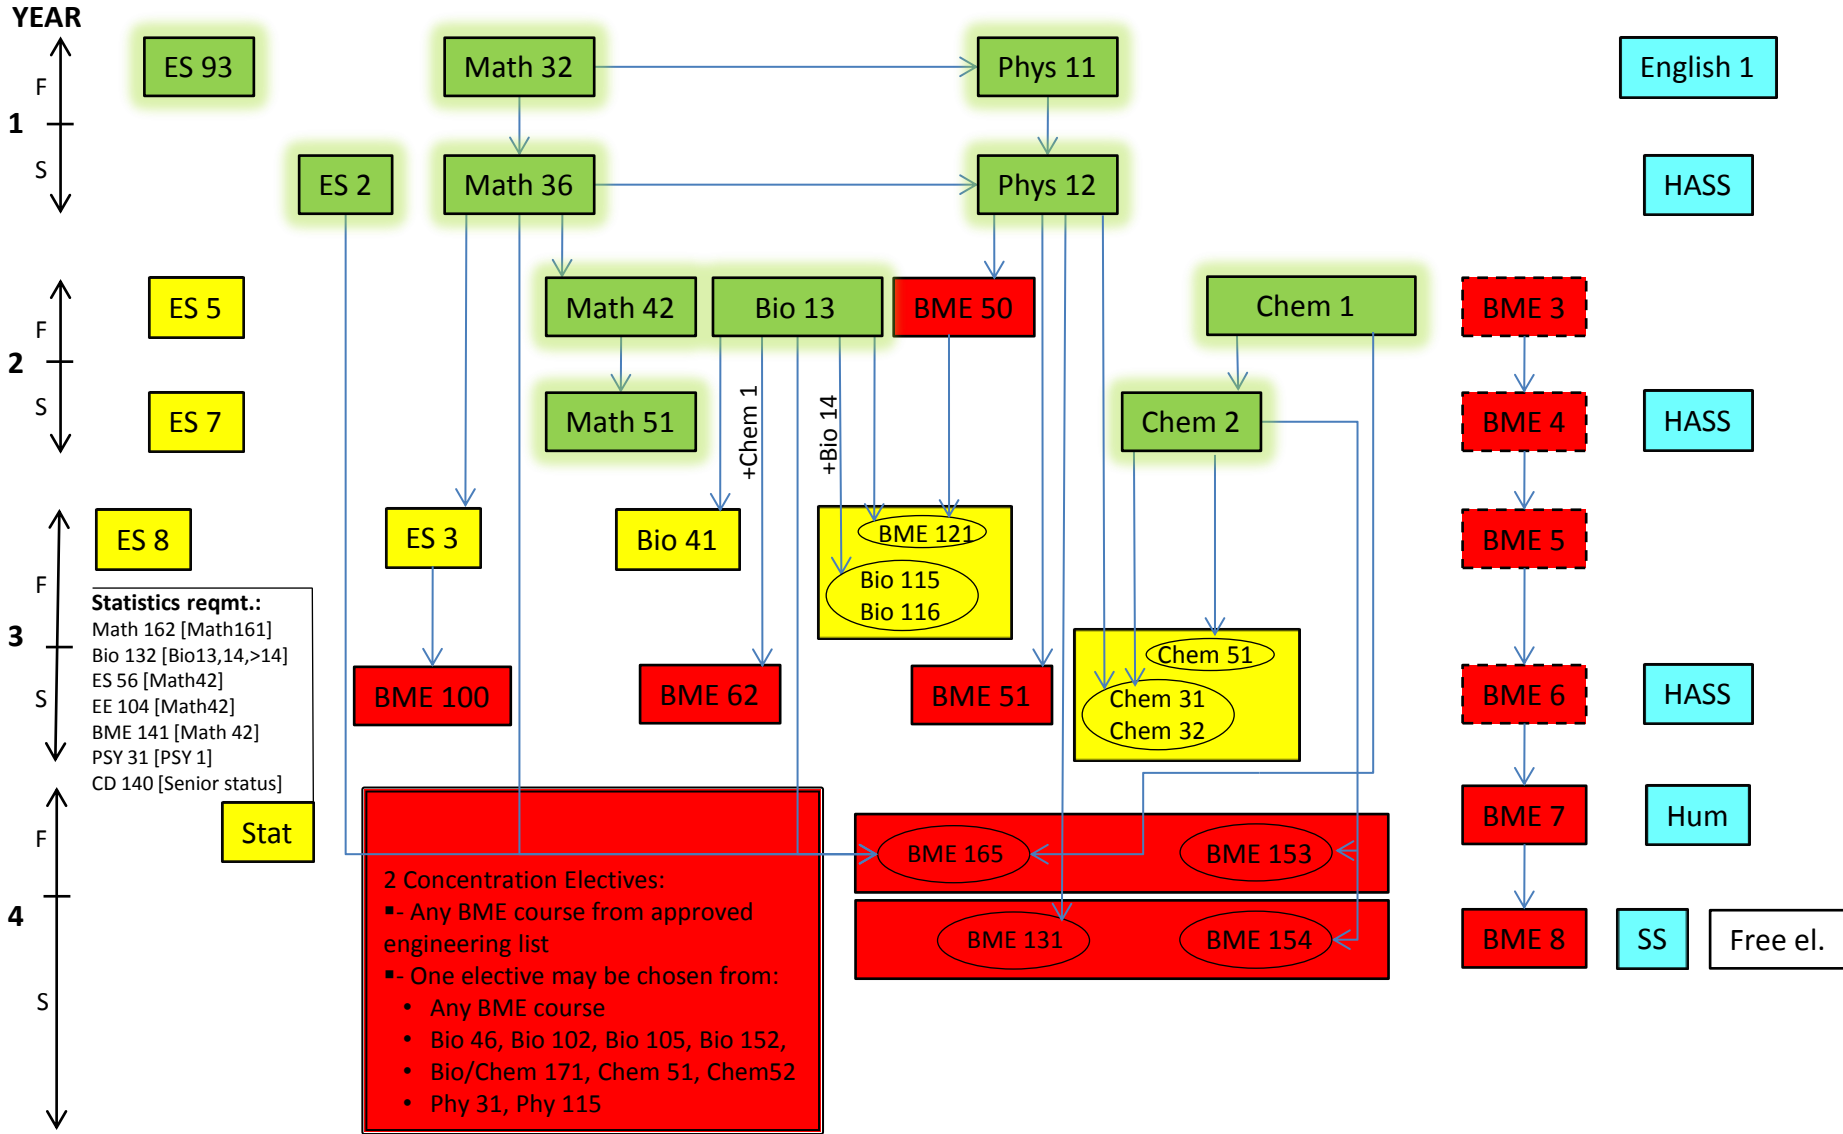 YEAR
ES 93
Math 32
Phys 11
English 1
F
1
S
ES 2
Math 36
Phys 12
HASS
ES 5
Math 42
Bio 13
BME 50
Chem 1
BME 3
F
2
S
ES 7
Math 51
+Chem 1
+Bio 14
Chem 2
BME 4
HASS
ES 8
ES 3
Bio 41
BME 121
Bio 115
Bio 116
BME 5
F
3
S
Statistics reqmt.:
Math 162 [Math161]
Bio 132 [Bio13,14,>14]
ES 56 [Math42]
EE 104 [Math42]
BME 141 [Math 42]
PSY 31 [PSY 1]
CD 140 [Senior status]
BME 100
BME 62
BME 51
Chem 51
Chem 31
Chem 32
BME 6
HASS
F
4
S
Stat
2 Concentration Electives:
▪- Any BME course from approved
engineering list
▪- One elective may be chosen from:
• Any BME course
• Bio 46, Bio 102, Bio 105, Bio 152,
• Bio/Chem 171, Chem 51, Chem52
• Phy 31, Phy 115
BME 165
BME 153
BME 7
Hum
BME 131
BME 154
BME 8
SS
Free el.